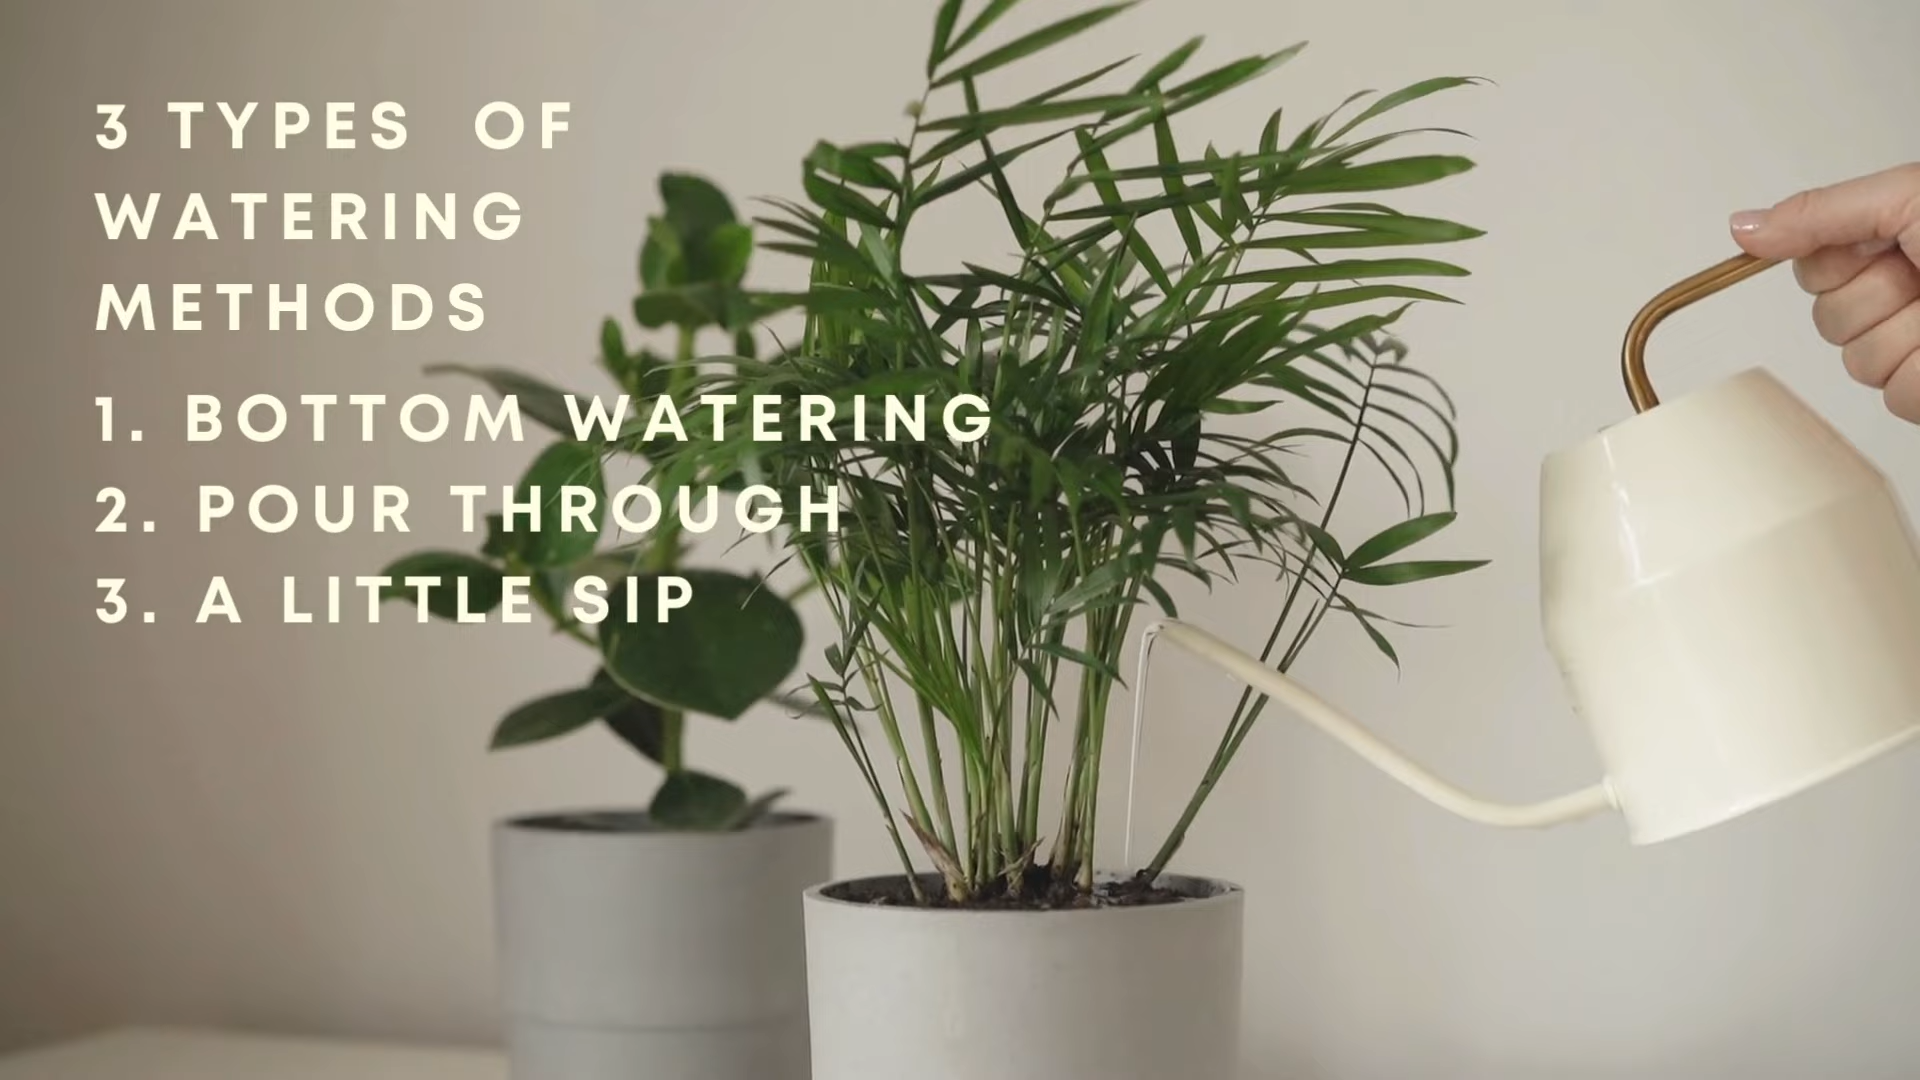 3 TYPES OF
WATERING
METHODS
1. BOTTOM WATERING
2. POUR THROUGH
3. A LITTLE SIP